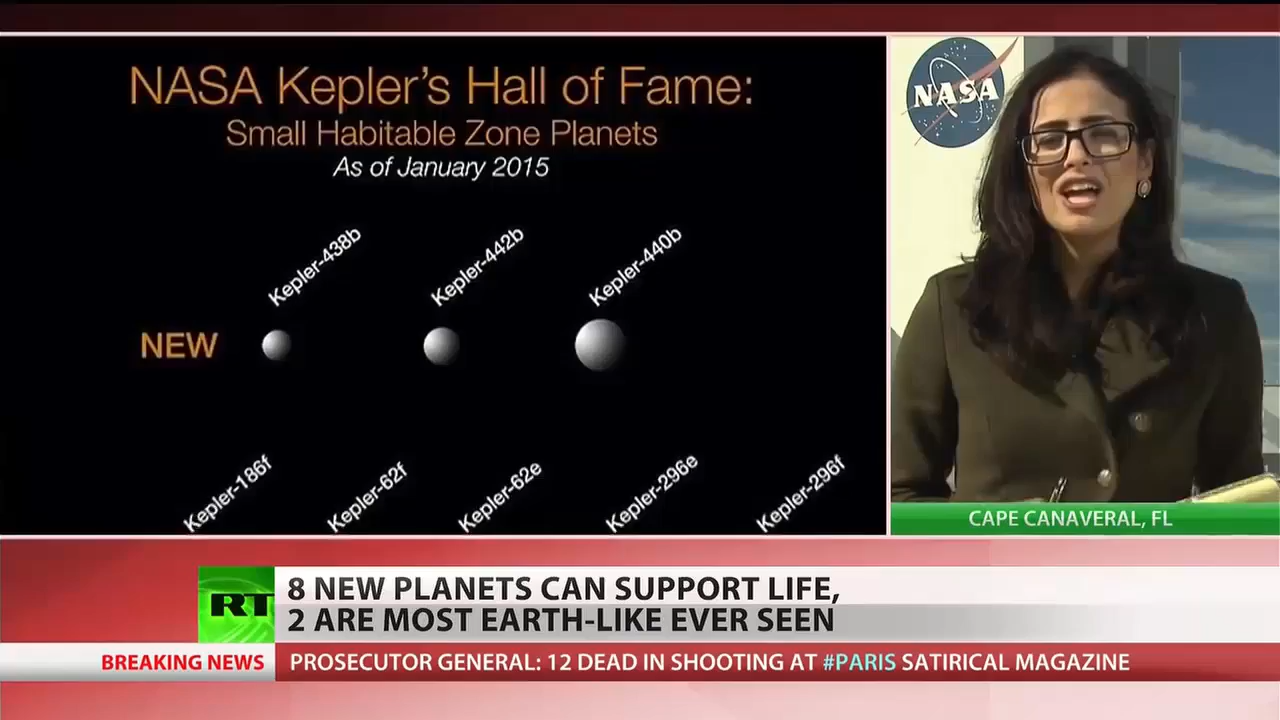 NASA Kepler's Hall of Fame:
Small Habitable Zone Planets
As of January 2015
Kepler-438b
Kepler-442b
Kepler-440b
NEW
Kepler-186f
Kepler-62f
Kepler-62e
Kepler-296e
Kepler-296f
NASA
CAPE CANAVERAL, FL
RT
8 NEW PLANETS CAN SUPPORT LIFE,
2 ARE MOST EARTH-LIKE EVER SEEN
BREAKING NEWS
PROSECUTOR GENERAL: 12 DEAD IN SHOOTING AT #PARIS SATIRICAL MAGAZINE